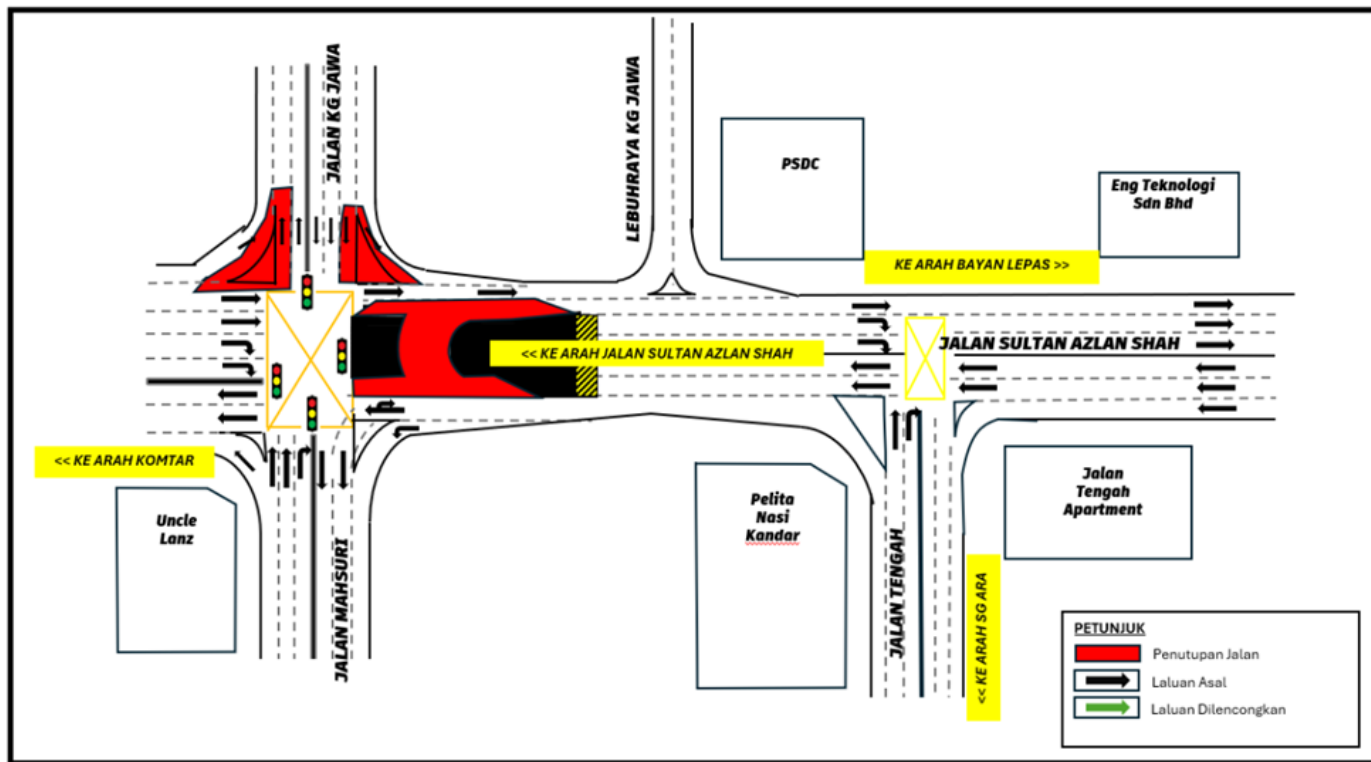 JALAN KG JAWA
LEBUHRAYA KG JAWA
PSDC
Eng Teknologi
Sdn Bhd
KE ARAH BAYAN LEPAS >>
<< KE ARAH JALAN SULTAN AZLAN SHAH
JALAN SULTAN AZLAN SHAH
<< KE ARAH KOMTAR
Uncle
Lanz
JALAN MAHSURI
Pelita
Nasi
Kandar
JALAN TENGAH
Jalan
Tengah
Apartment
<< KE ARAH SG ARA
PETUNJUK
Penutupan Jalan
Laluan Asal
Laluan Dilencongkan